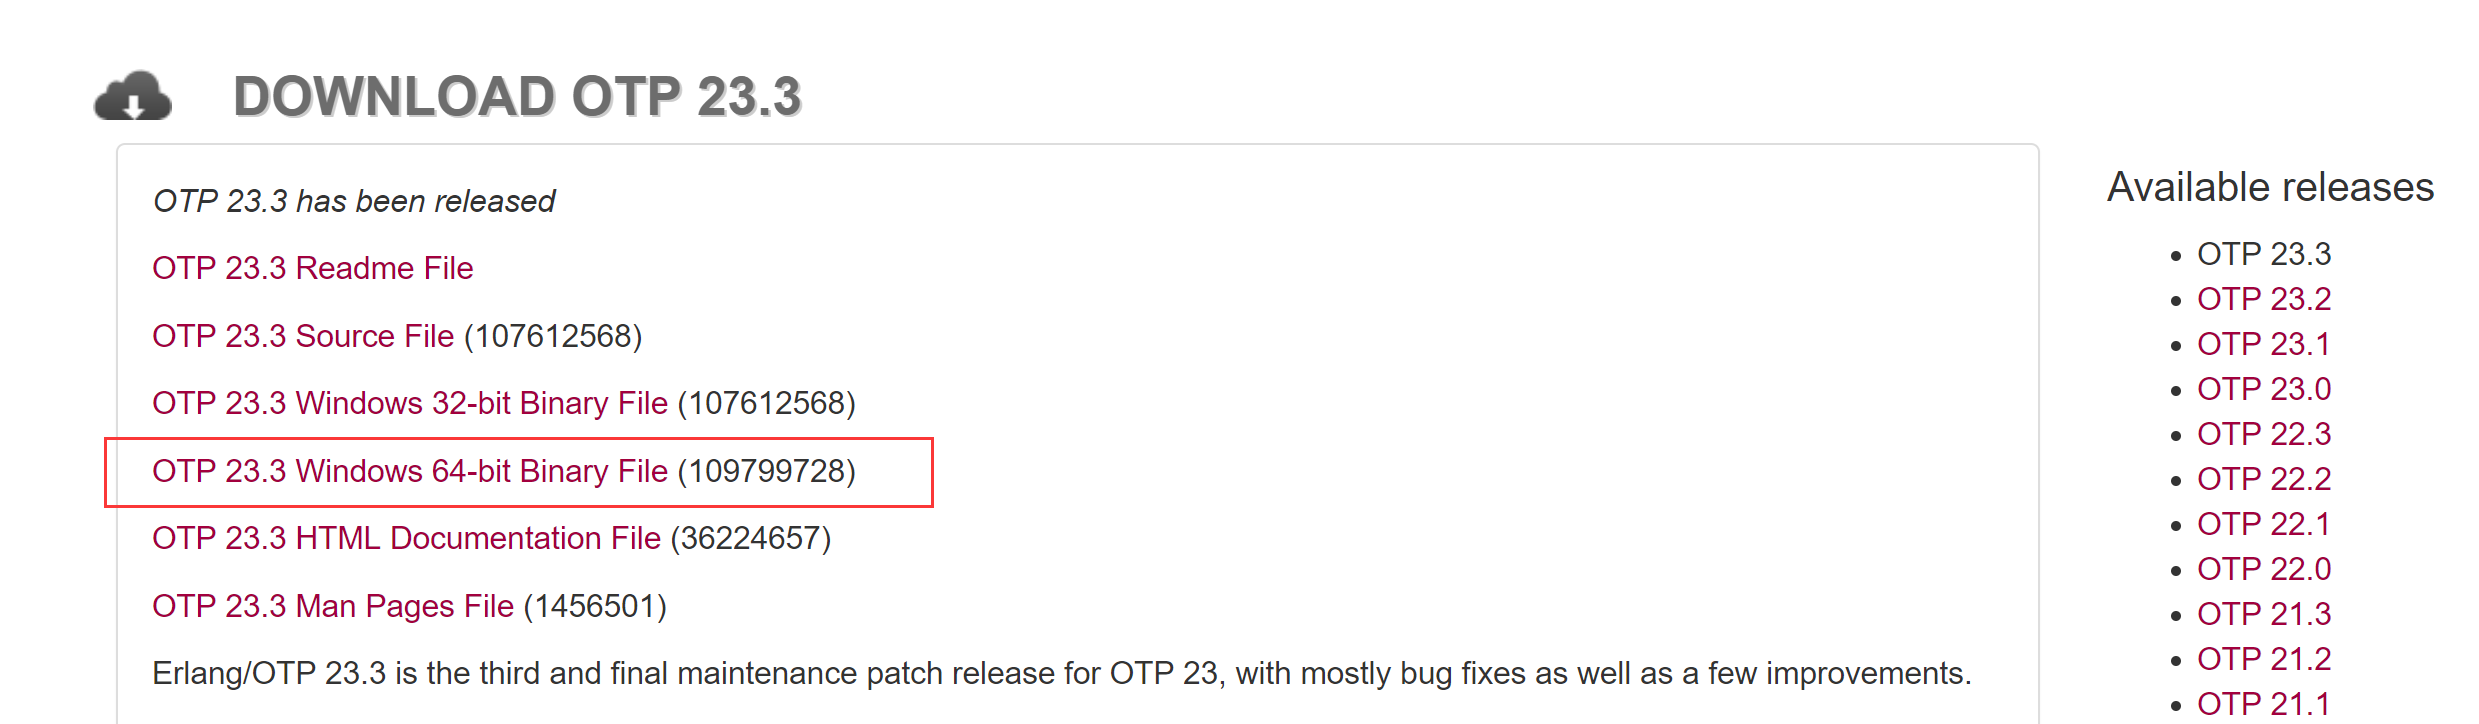 DOWNLOAD OTP 23.3
OTP 23.3 has been released
OTP 23.3 Readme File
OTP 23.3 Source File (107612568)
OTP 23.3 Windows 32-bit Binary File (107612568)
OTP 23.3 Windows 64-bit Binary File (109799728)
OTP 23.3 HTML Documentation File (36224657)
OTP 23.3 Man Pages File (1456501)
Erlang/OTP 23.3 is the third and final maintenance patch release for OTP 23, with mostly bug fixes as well as a few improvements.
Available releases
OTP 23.3
OTP 23.2
OTP 23.1
OTP 23.0
OTP 22.3
OTP 22.2
OTP 22.1
OTP 22.0
OTP 21.3
OTP 21.2
OTP 21.1